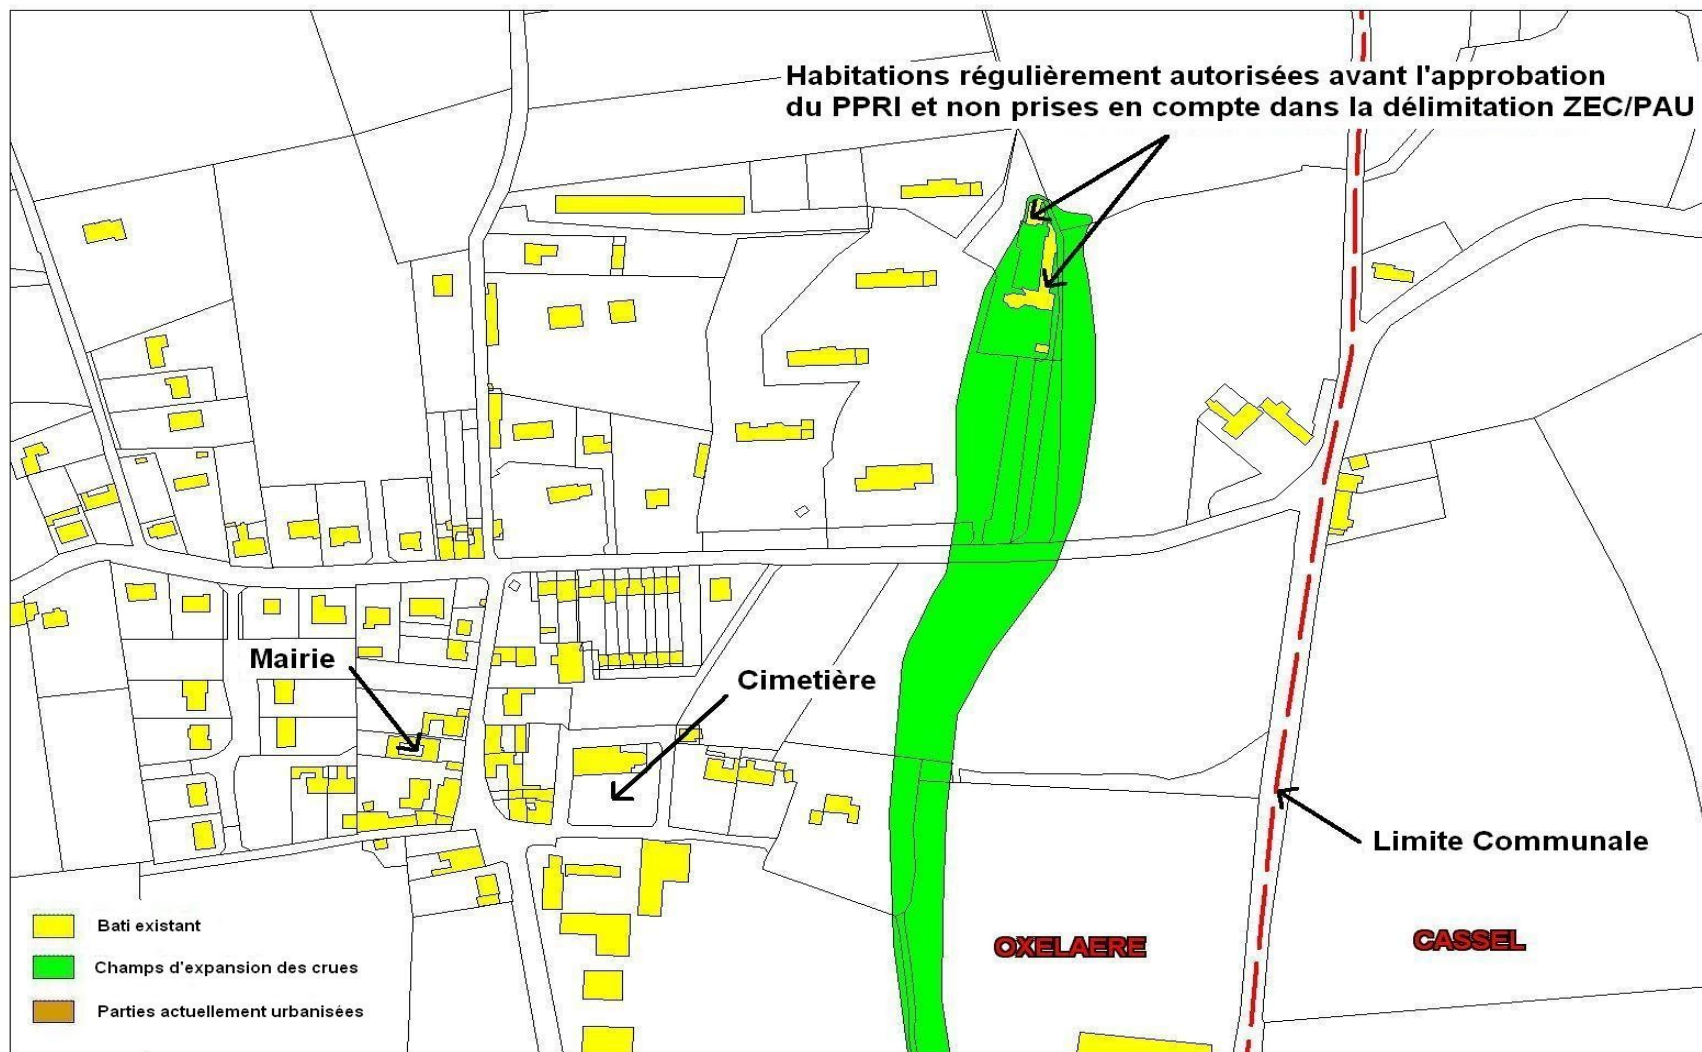 Habitations régulièrement autorisées avant l'approbation
du PPRI et non prises en compte dans la délimitation ZEC/PAU
Mairie
Cimetière
Limite Communale
OXELAERE
CASSEL
Bati existant
Champs d'expansion des crues
Parties actuellement urbanisées